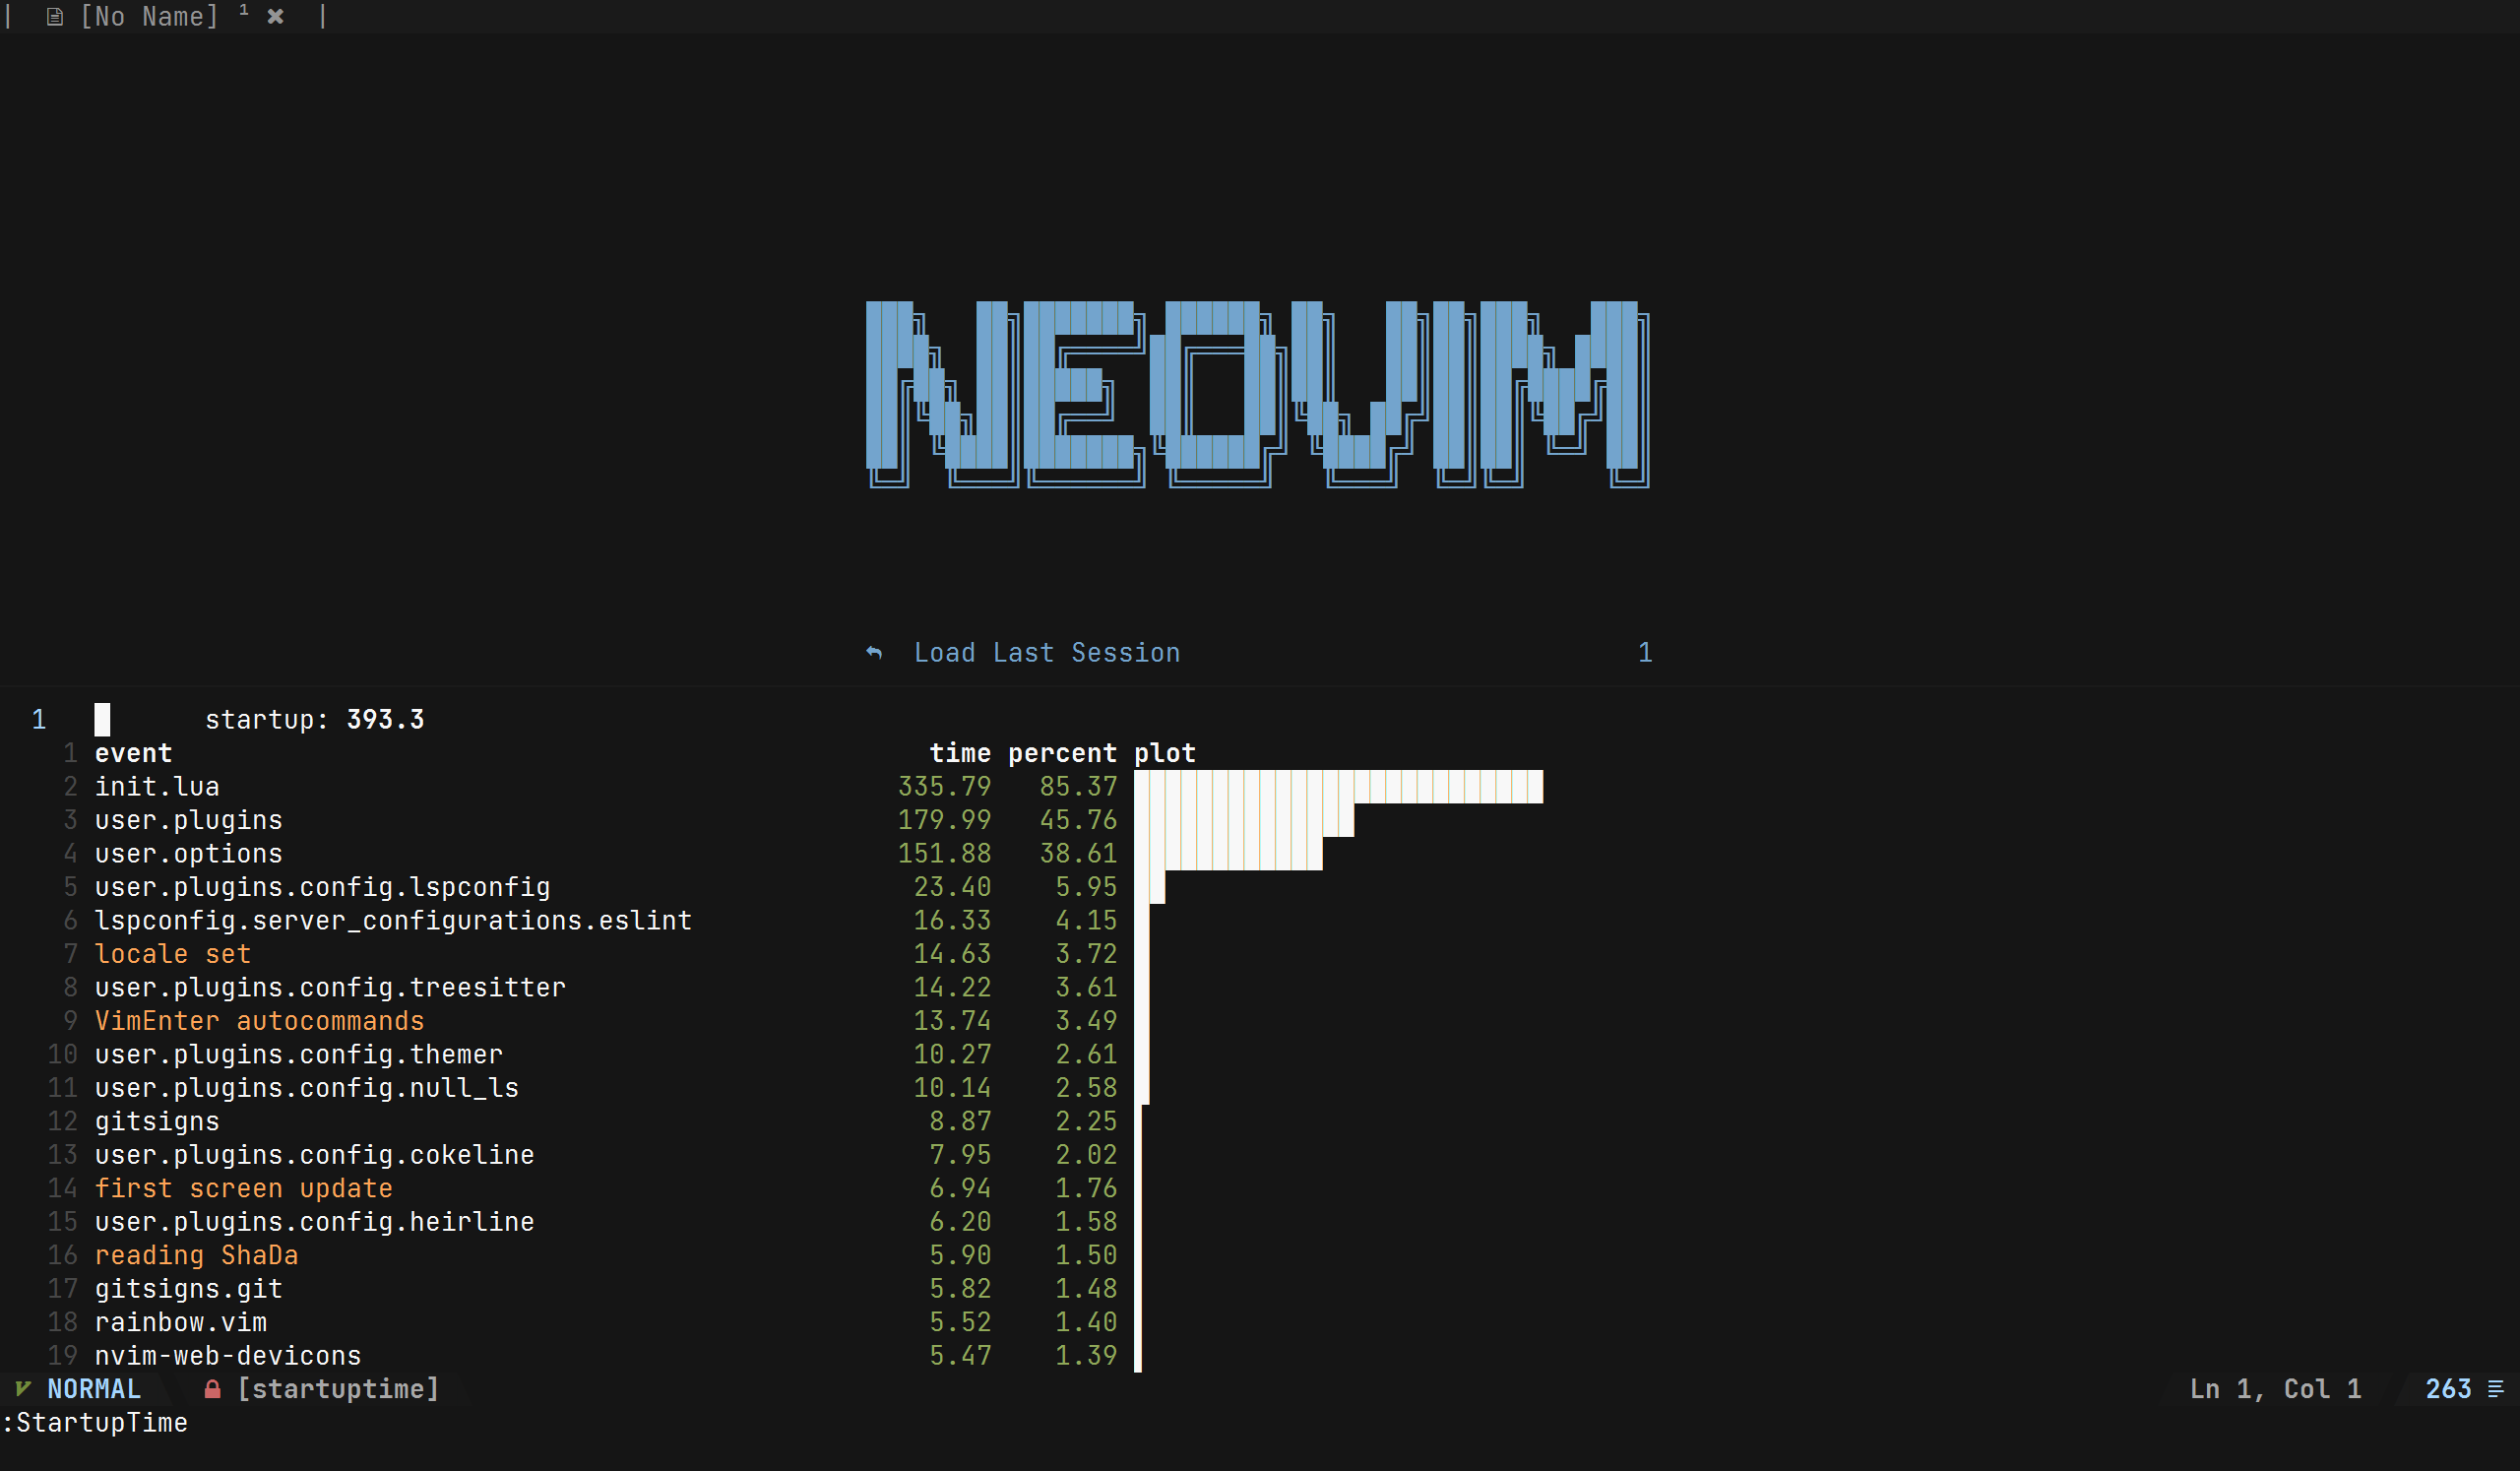 | [No Name] ¹ ✖ |
NEOVIM
Load Last Session 1
1 startup: 393.3
1 event time percent plot
2 init.lua 335.79 85.37
3 user.plugins 179.99 45.76
4 user.options 151.88 38.61
5 user.plugins.config.lspconfig 23.40 5.95
6 lspconfig.server_configurations.eslint 16.33 4.15
7 locale set 14.63 3.72
8 user.plugins.config.treesitter 14.22 3.61
9 VimEnter autocommands 13.74 3.49
10 user.plugins.config.themer 10.27 2.61
11 user.plugins.config.null_ls 10.14 2.58
12 gitsigns 8.87 2.25
13 user.plugins.config.cokeline 7.95 2.02
14 first screen update 6.94 1.76
15 user.plugins.config.heirline 6.20 1.58
16 reading ShaDa 5.90 1.50
17 gitsigns.git 5.82 1.48
18 rainbow.vim 5.52 1.40
19 nvim-web-devicons 5.47 1.39
NORMAL [startuptime] Ln 1, Col 1 263
:StartupTime